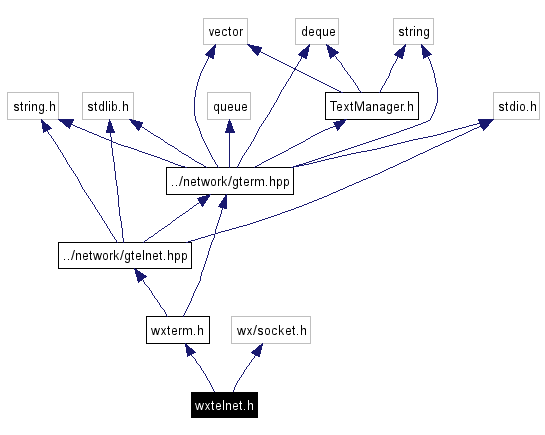 vector
deque
string
string.h
stdlib.h
queue
TextManager.h
stdio.h
../network/gterm.hpp
../network/gtelnet.hpp
wxterm.h
wx/socket.h
wxtelnet.h